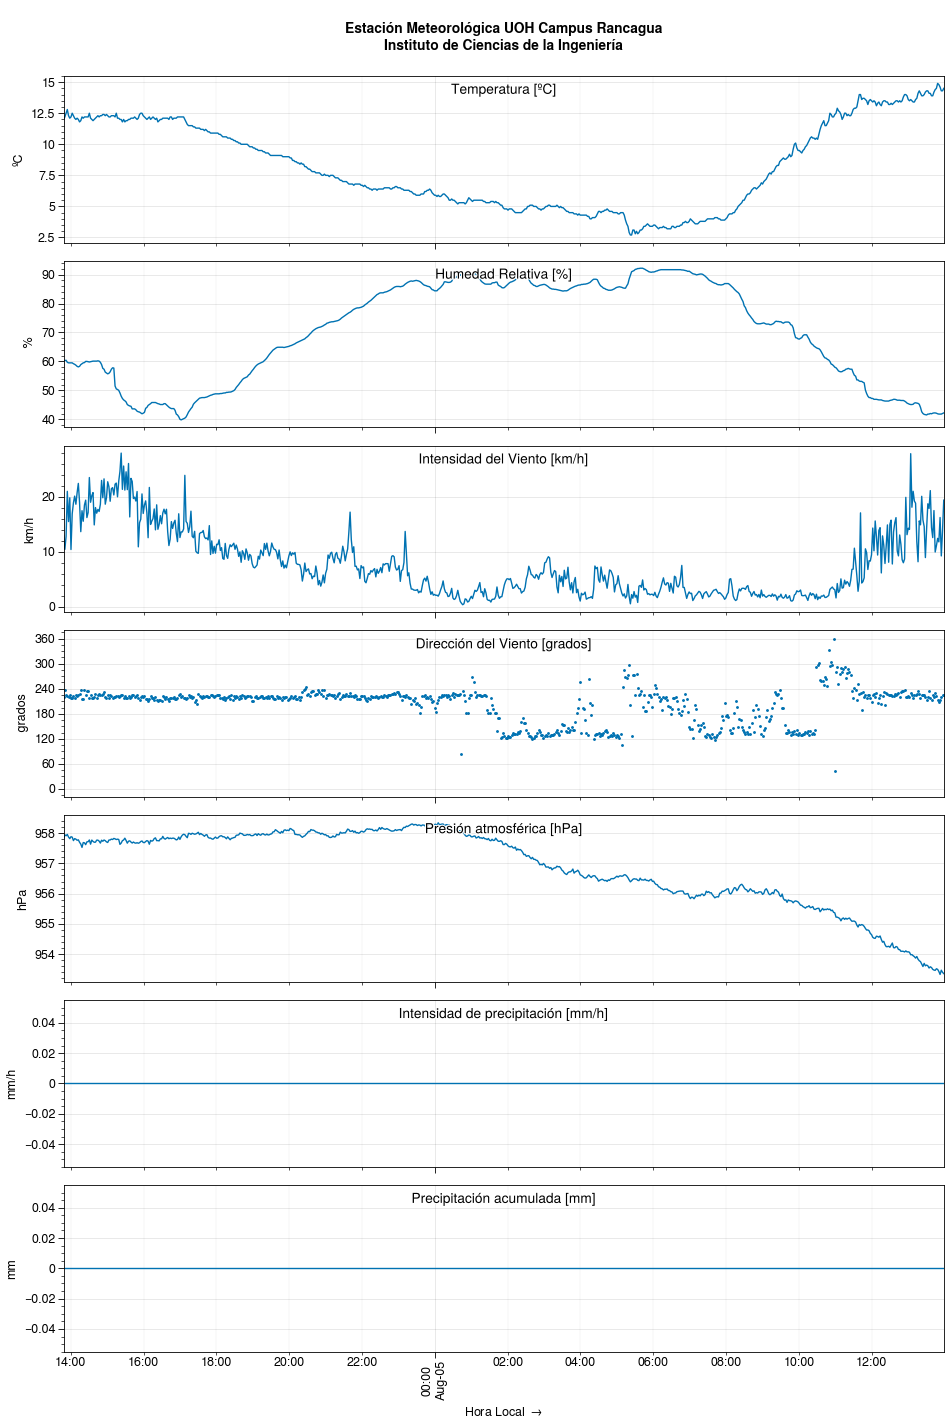 Estación Meteorológica UOH Campus Rancagua
Instituto de Ciencias de la Ingeniería
Temperatura [ºC]
15
12.5
10
7.5
5
2.5
ºC
Humedad Relativa [%]
90
80
70
60
50
40
%
Intensidad del Viento [km/h]
20
10
0
km/h
Dirección del Viento [grados]
360
300
240
180
120
60
0
grados
Presión atmosférica [hPa]
958
957
956
955
954
hPa
Intensidad de precipitación [mm/h]
0.04
0.02
0
−0.02
−0.04
mm/h
Precipitación acumulada [mm]
0.04
0.02
0
−0.02
−0.04
mm
14:00 16:00 18:00 20:00 22:00 00:00 02:00 04:00 06:00 08:00 10:00 12:00
Aug-05
Hora Local →